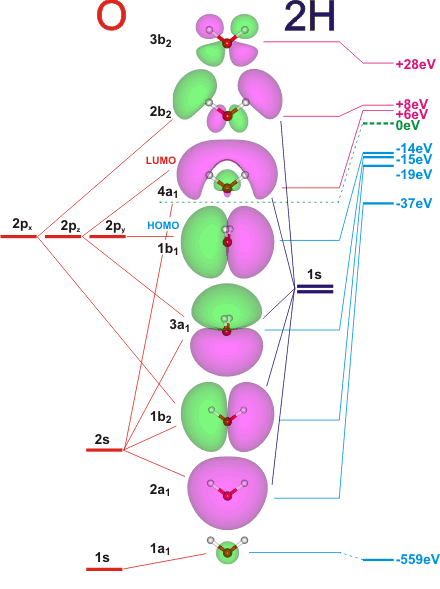 O 2H
3b2
+28eV
2b2
+8eV
+6eV
0eV
LUMO
-14eV
-15eV
-19eV
4a1
-37eV
2px 2pz 2py
HOMO
1b1
1s
3a1
1b2
2s
2a1
1a1
1s
-559eV